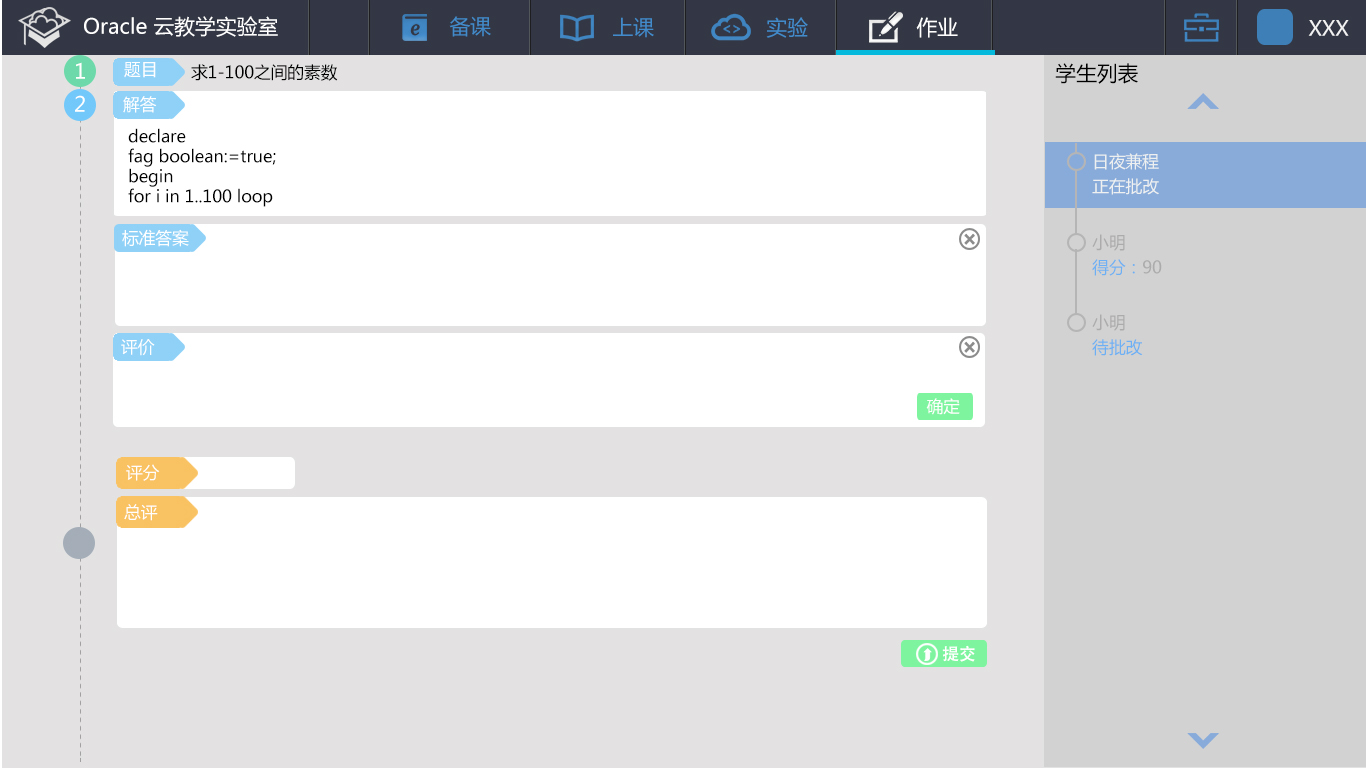 Oracle 云教学实验室
备课
上课
实验
作业
XXX
1
题目
求1-100之间的素数
2
解答
declare
fag boolean:=true;
begin
for i in 1..100 loop
标准答案
评价
确定
评分
总评
提交
学生列表
日夜兼程
正在批改
小明
得分：90
小明
待批改